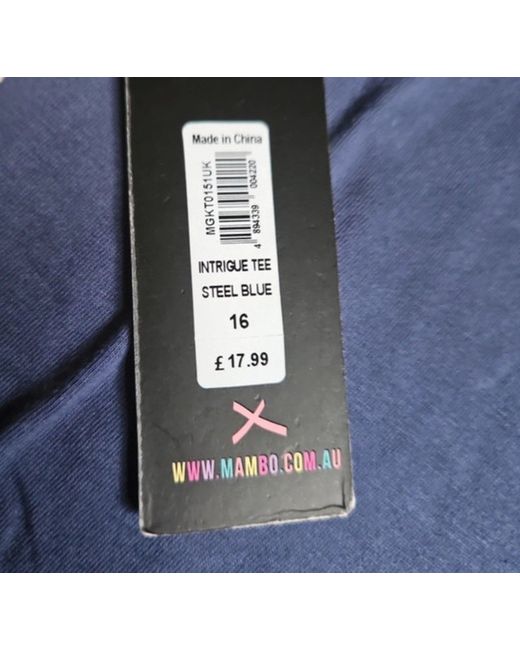 Made in China
MGKT0151UK
4 894339 004220
INTRIGUE TEE
STEEL BLUE
16
£ 17.99
WWW.MAMBO.COM.AU